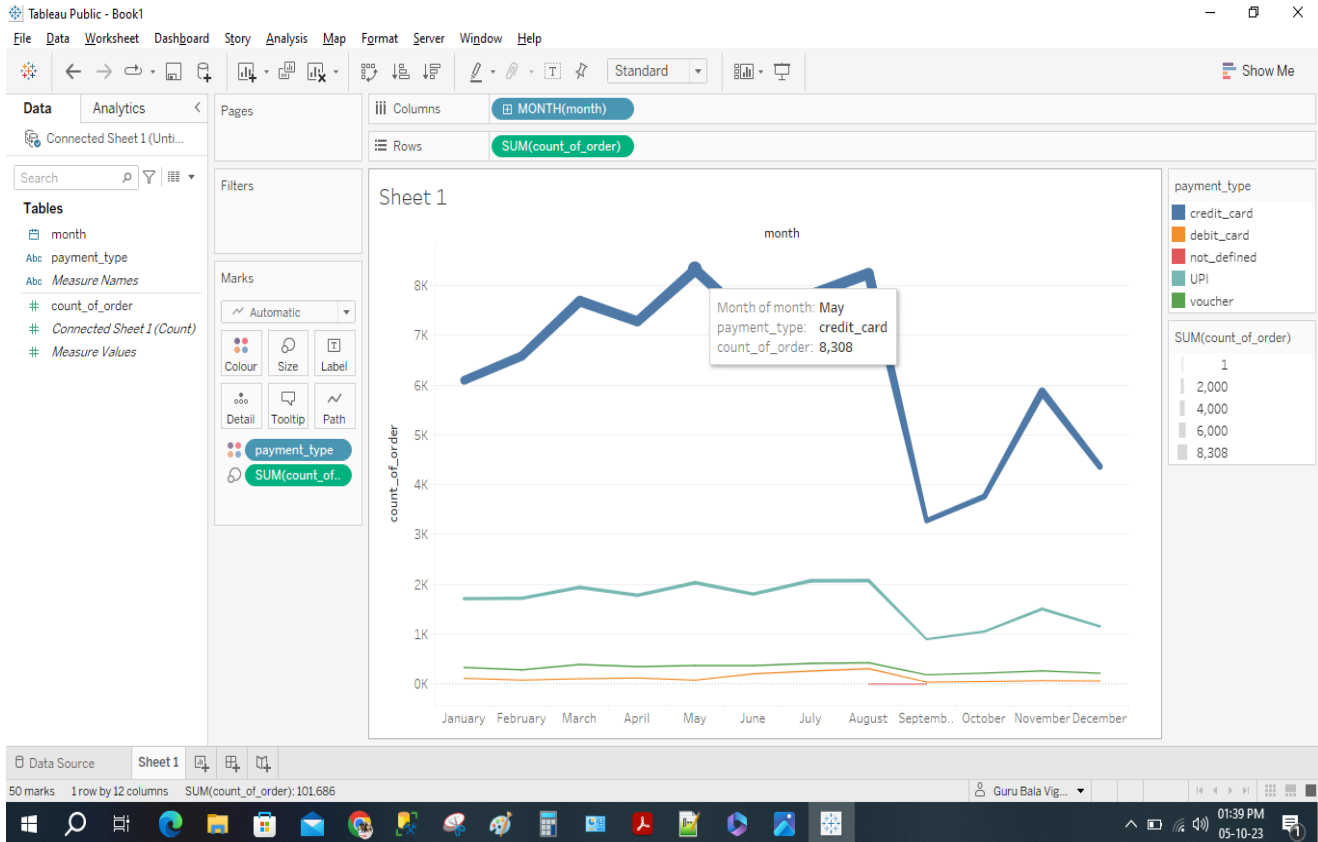 Tableau Public - Book1
File Data Worksheet Dashboard Story Analysis Map Format Server Window Help
Standard
Show Me
Data Analytics
Pages
Columns
MONTH(month)
Connected Sheet 1 (Unti...
Rows
SUM(count_of_order)
Search
Filters
Tables
month
Abc payment_type
Abc Measure Names
# count_of_order
# Connected Sheet 1 (Count)
# Measure Values
Marks
Automatic
Colour Size Label
Detail Tooltip Path
payment_type
SUM(count_of..
Sheet 1
month
count_of_order
8K
7K
6K
5K
4K
3K
2K
1K
0K
Month of month: May
payment_type: credit_card
count_of_order: 8,308
January February March April May June July August Septemb.. October November December
payment_type
credit_card
debit_card
not_defined
UPI
voucher
SUM(count_of_order)
1
2,000
4,000
6,000
8,308
Data Source Sheet 1
50 marks 1 row by 12 columns SUM(count_of_order): 101,686
Guru Bala Vig...
01:39 PM
05-10-23
1